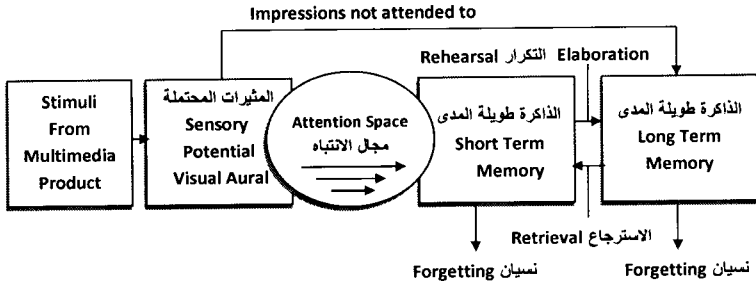 Impressions not attended to
Rehearsal التكرار Elaboration
Stimuli
From
Multimedia
Product
المثيرات المحتملة
Sensory
Potential
Visual Aural
Attention Space
مجال الانتباه
الذاكرة طويلة المدى
Short Term
Memory
الذاكرة طويلة المدى
Long Term
Memory
Retrieval الاسترجاع
Forgetting نسيان
Forgetting نسيان